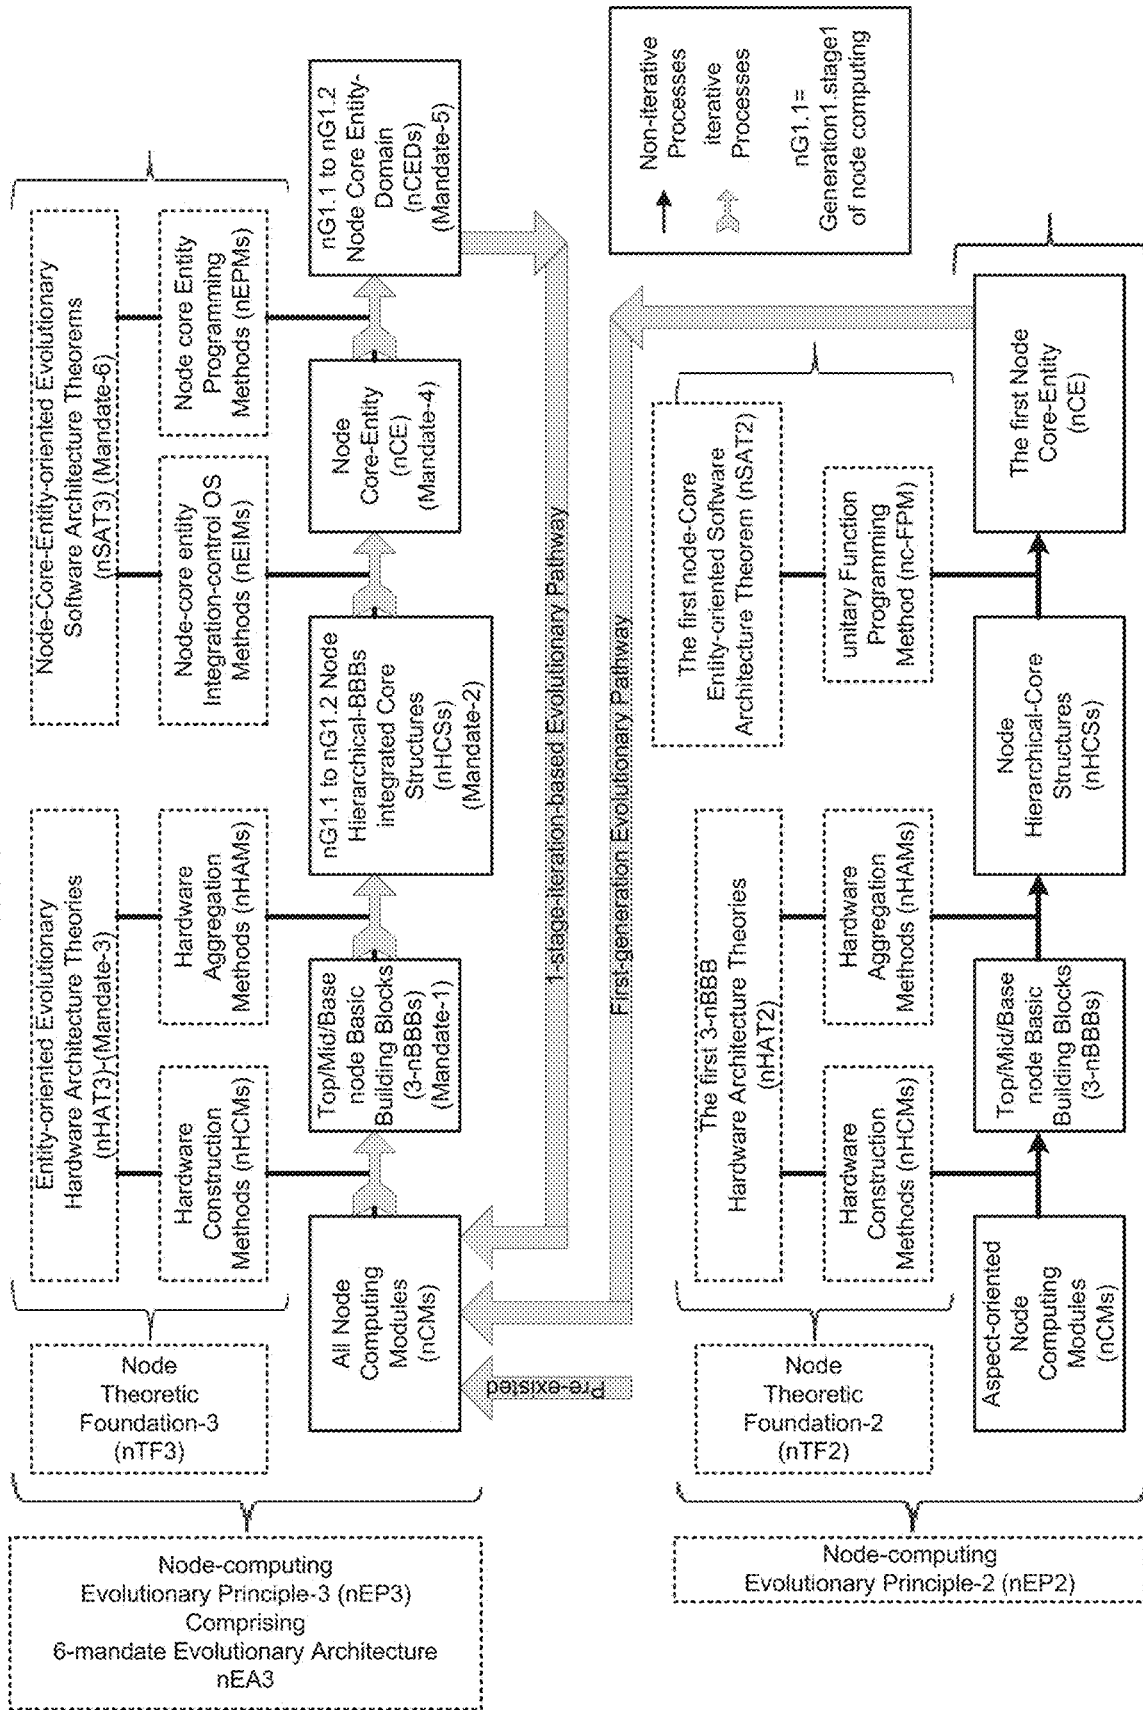 Node-computing
Evolutionary Principle-3 (nEP3)
Comprising
6-mandate Evolutionary Architecture
nEA3
Node
Theoretic
Foundation-3
(nTF3)
Entity-oriented Evolutionary
Hardware Architecture Theories
(nHAT3)-(Mandate-3)
Node-Core-Entity-oriented Evolutionary
Software Architecture Theorems
(nSAT3) (Mandate-6)
Hardware
Construction
Methods (nHCMs)
Hardware
Aggregation
Methods (nHAMs)
Node-core entity
Integration-control OS
Methods (nEIMs)
Node core Entity
Programming
Methods (nEPMs)
All Node
Computing
Modules
(nCMs)
Top/Mid/Base
node Basic
Building Blocks
(3-nBBBs)
(Mandate-1)
nG1.1 to nG1.2 Node
Hierarchical-BBBs
integrated Core
Structures
(nHCSs)
(Mandate-2)
Node
Core-Entity
(nCE)
(Mandate-4)
nG1.1 to nG1.2
Node Core Entity-
Domain
(nCEDs)
(Mandate-5)
Pre-existed
1-stage-iteration-based Evolutionary Pathway
First-generation Evolutionary Pathway
Non-iterative
Processes
iterative
Processes
nG1.1=
Generation1.stage1
of node computing
Node-computing
Evolutionary Principle-2 (nEP2)
Node
Theoretic
Foundation-2
(nTF2)
The first 3-nBBB
Hardware Architecture Theories
(nHAT2)
The first node-Core
Entity-oriented Software
Architecture Theorem (nSAT2)
Hardware
Construction
Methods (nHCMs)
Hardware
Aggregation
Methods (nHAMs)
unitary Function
Programming
Method (nc-FPM)
Aspect-oriented
Node
Computing
Modules
(nCMs)
Top/Mid/Base
node Basic
Building Blocks
(3-nBBBs)
Node
Hierarchical-Core
Structures
(nHCSs)
The first Node
Core-Entity
(nCE)